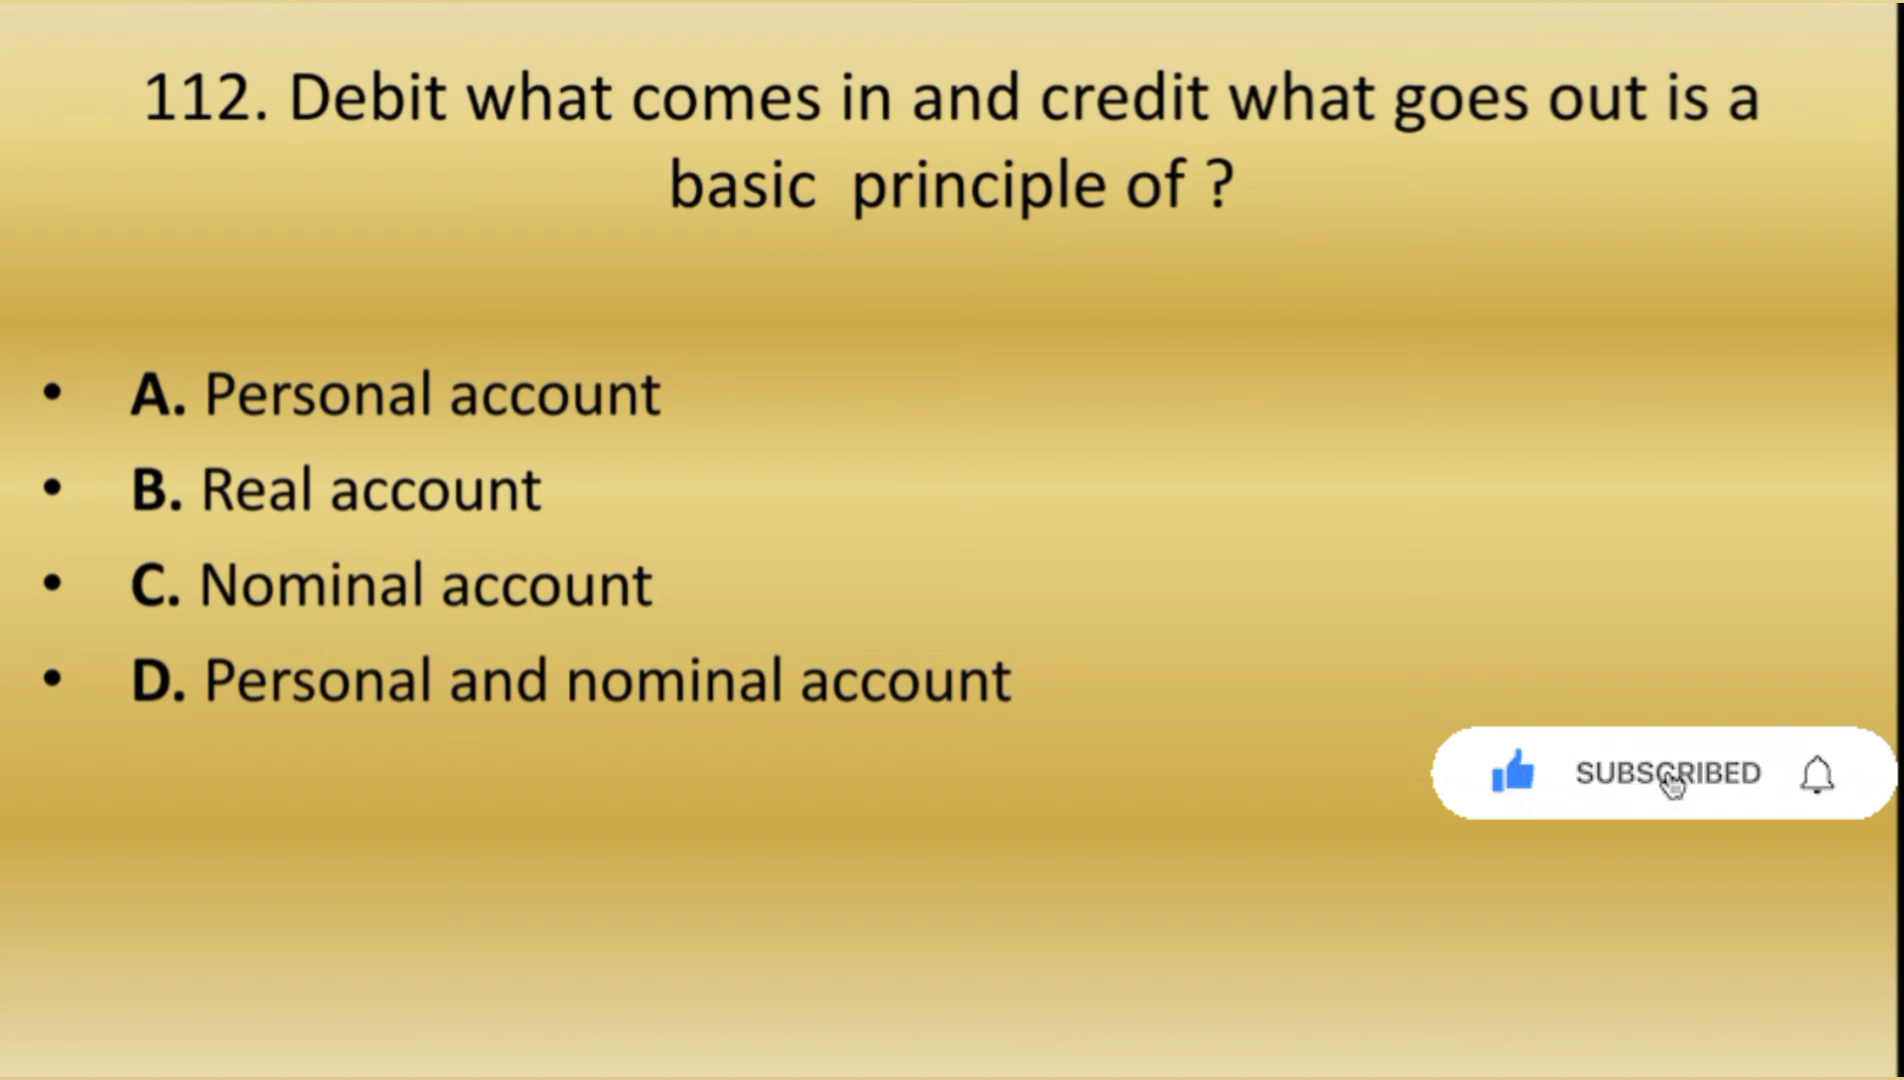 112. Debit what comes in and credit what goes out is a
basic principle of ?
• A. Personal account
• B. Real account
• C. Nominal account
• D. Personal and nominal account
SUBSCRIBED